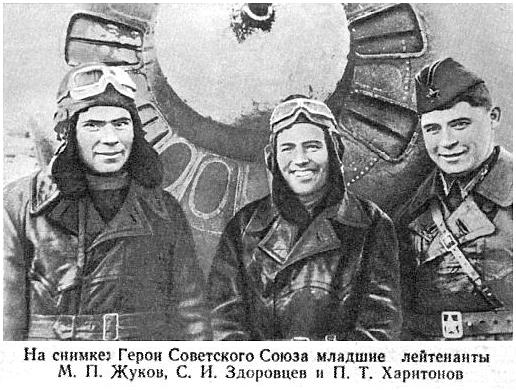 На снимке: Герои Советского Союза младшие лейтенанты
М. П. Жуков, С. И. Здоровцев и П. Т. Харитонов